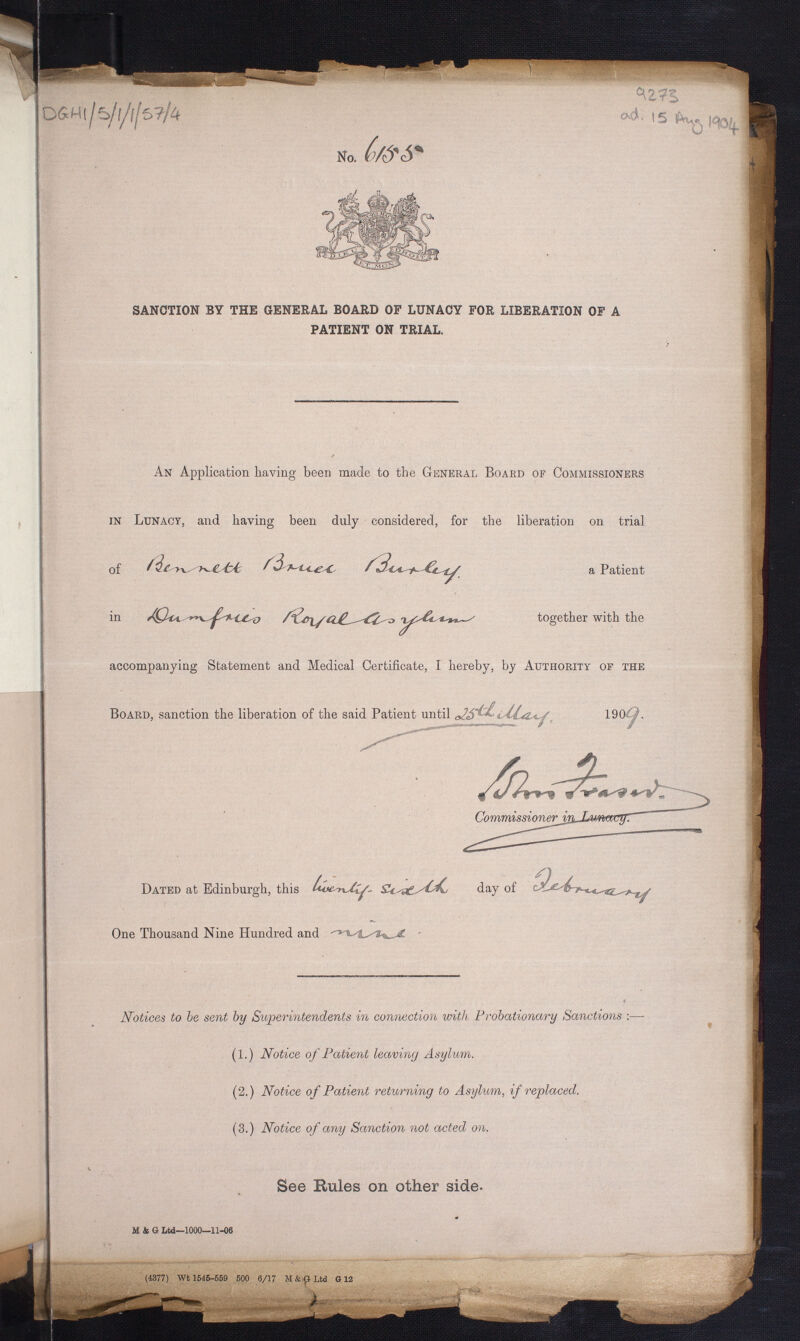 DGH1/5/1/1/57/4
9273
ad. 15 Aug 1904
No. 6155
DIEU ET MON DROIT
SANCTION BY THE GENERAL BOARD OF LUNACY FOR LIBERATION OF A
PATIENT ON TRIAL.
AN Application having been made to the GENERAL BOARD OF COMMISSIONERS
IN LUNACY, and having been duly considered, for the liberation on trial
of Bennett Bruce Burley a Patient
in Dumfries Royal Asylum together with the
accompanying Statement and Medical Certificate, I hereby, by AUTHORITY OF THE
BOARD, sanction the liberation of the said Patient until 25th May, 1909.
John Fraser.
Commissioner in Lunacy.
DATED at Edinburgh, this twenty-sixth day of February
One Thousand Nine Hundred and nine
Notices to be sent by Superintendents in connection with Probationary Sanctions :—
(1.) Notice of Patient leaving Asylum.
(2.) Notice of Patient returning to Asylum, if replaced.
(3.) Notice of any Sanction not acted on.
See Rules on other side.
M & G Ltd—1000—11-06
(4377) Wt 1545-559 500 6/17 M & G Ltd G 12